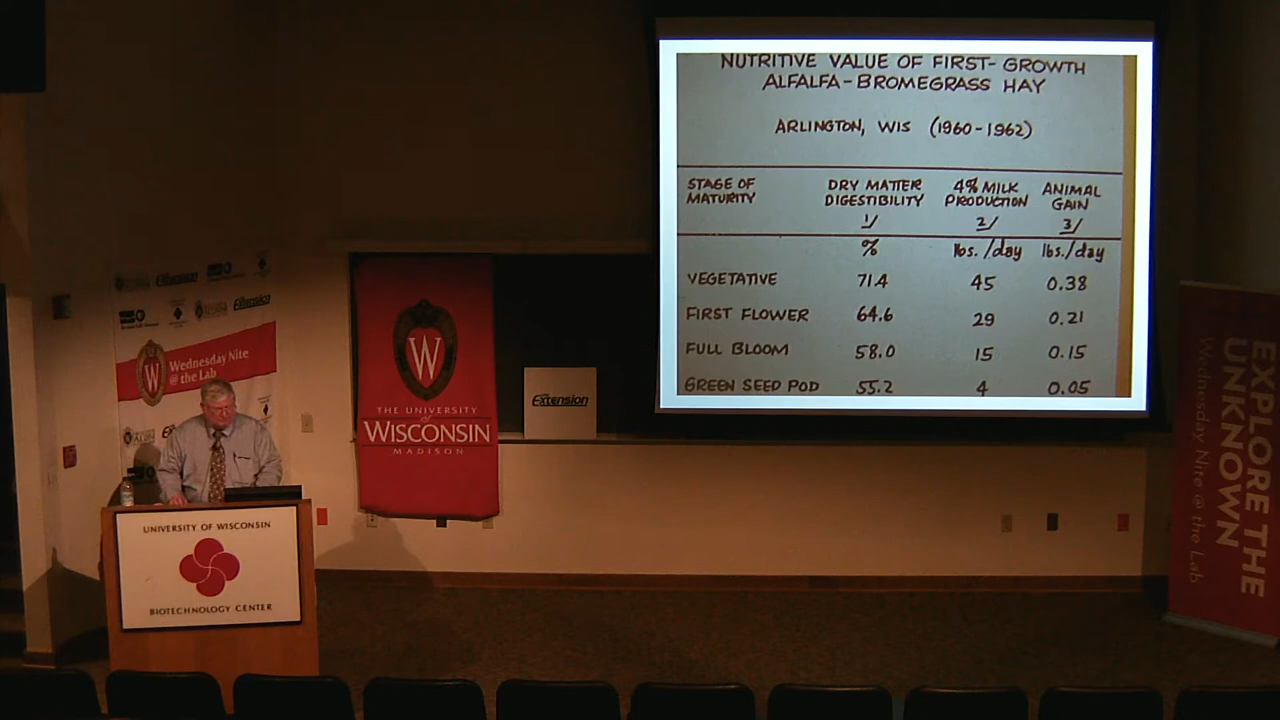 NUTRITIVE VALUE OF FIRST-GROWTH
ALFALFA-BROMEGRASS HAY
ARLINGTON, WIS (1960-1962)
STAGE OF MATURITY
DRY MATTER DIGESTIBILITY 1/
4% MILK PRODUCTION 2/
ANIMAL GAIN 3/
% lbs./day lbs./day
VEGETATIVE 71.4 45 0.38
FIRST FLOWER 64.6 29 0.21
FULL BLOOM 58.0 15 0.15
GREEN SEED POD 55.2 4 0.05
Extension
Extension
Wednesday Nite
@ the Lab
W
THE UNIVERSITY
of
WISCONSIN
MADISON
Extension
UNIVERSITY OF WISCONSIN
BIOTECHNOLOGY CENTER
EXPLORE THE
UNKNOWN
Wednesday Nite @ the Lab